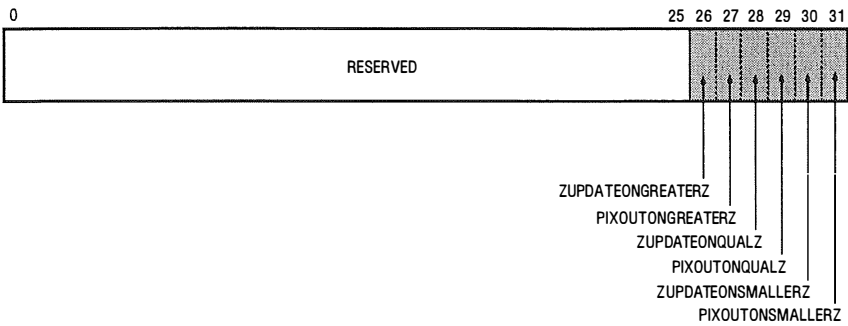 0 25 26 27 28 29 30 31
RESERVED
ZUPDATEONGREATERZ
PIXOUTONGREATERZ
ZUPDATEONQUALZ
PIXOUTONQUALZ
ZUPDATEONSMALLERZ
PIXOUTONSMALLERZ